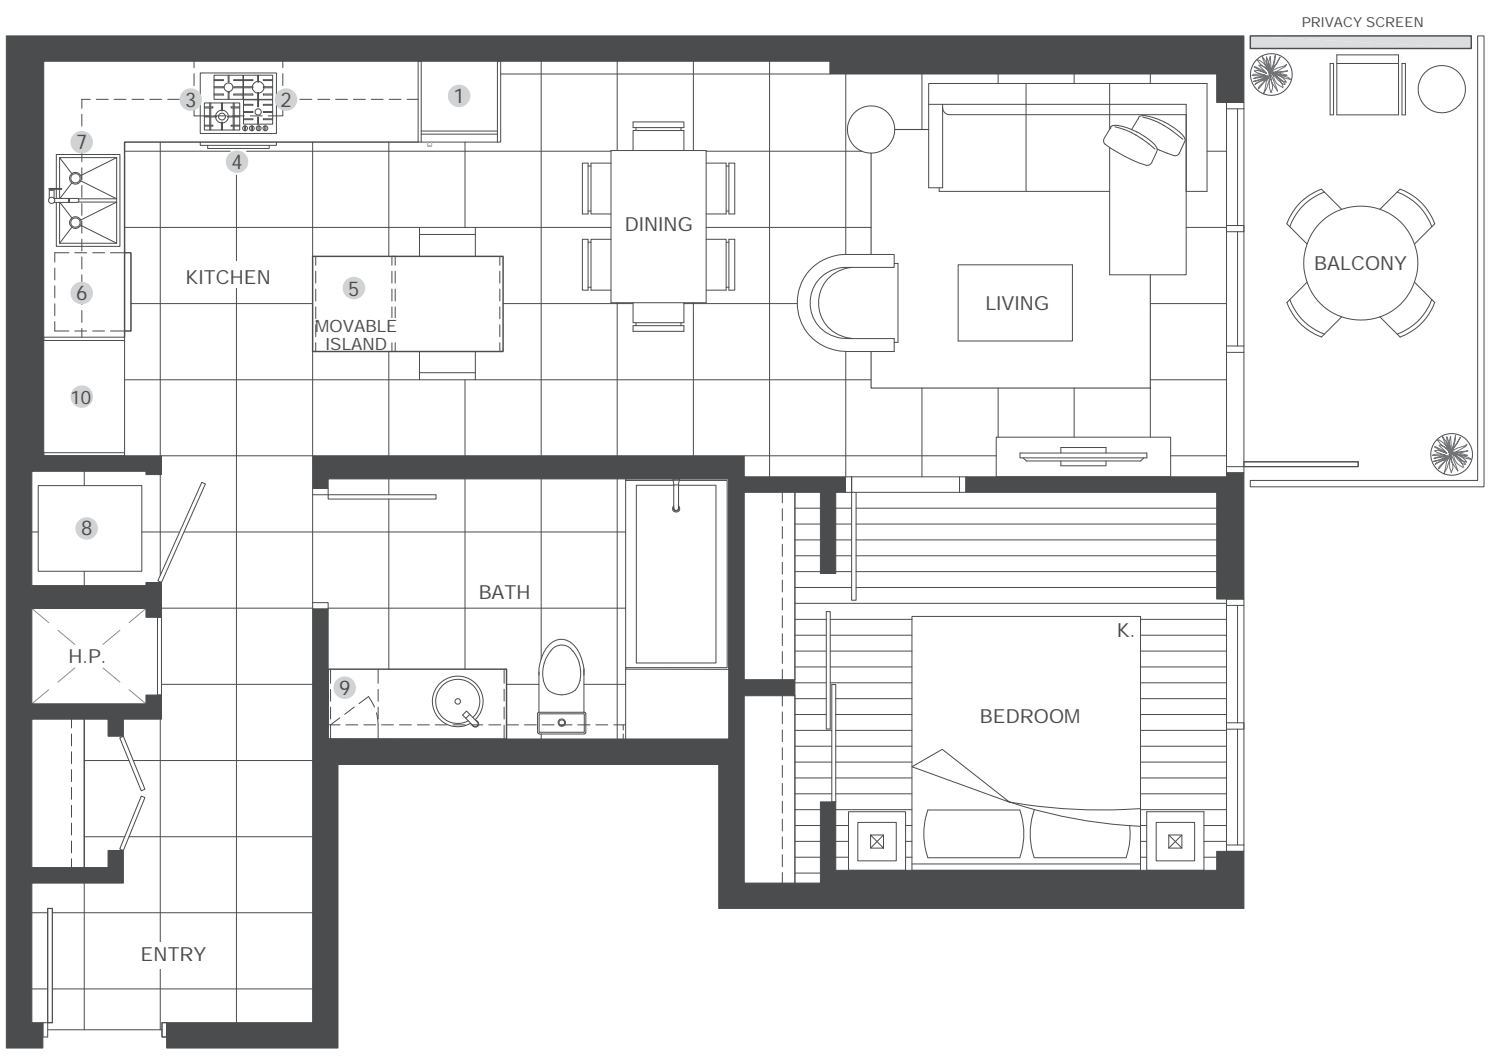 PRIVACY SCREEN
1
3
2
7
4
DINING
BALCONY
KITCHEN
5
6
LIVING
MOVABLE
ISLAND
10
8
BATH
K.
H.P.
9
BEDROOM
ENTRY